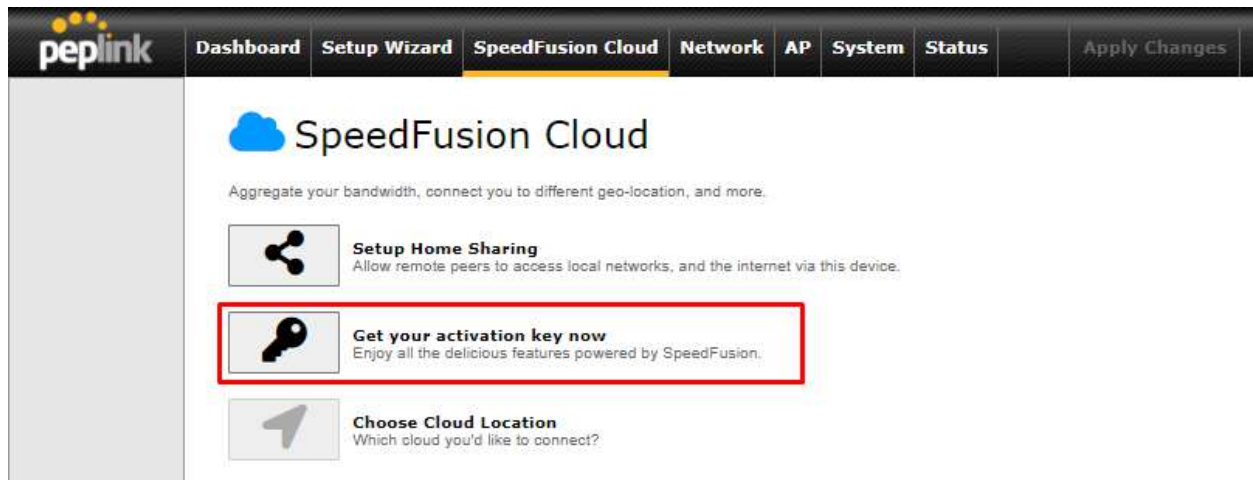 peplink
Dashboard Setup Wizard SpeedFusion Cloud Network AP System Status Apply Changes
SpeedFusion Cloud
Aggregate your bandwidth, connect you to different geo-location, and more.
Setup Home Sharing
Allow remote peers to access local networks, and the internet via this device.
Get your activation key now
Enjoy all the delicious features powered by SpeedFusion.
Choose Cloud Location
Which cloud you'd like to connect?